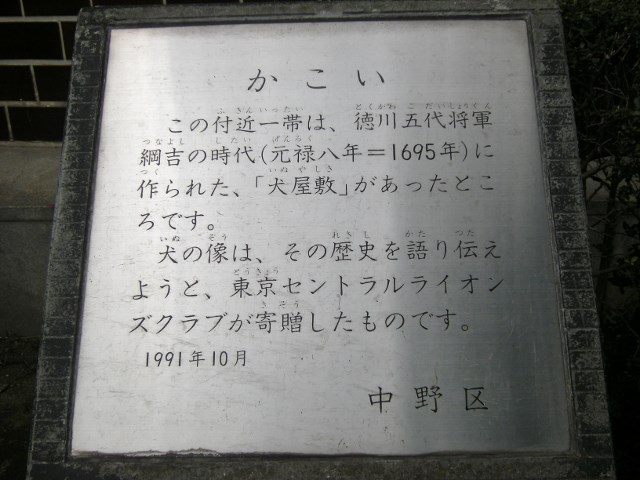 かこい
この付近一帯は、徳川五代将軍
綱吉の時代(元禄八年＝1695年)に
作られた、「犬屋敷」があったとこ
ろです。
犬の像は、その歴史を語り伝え
ようと、東京セントラルライオン
ズクラブが寄贈したものです。
1991年10月
中野区